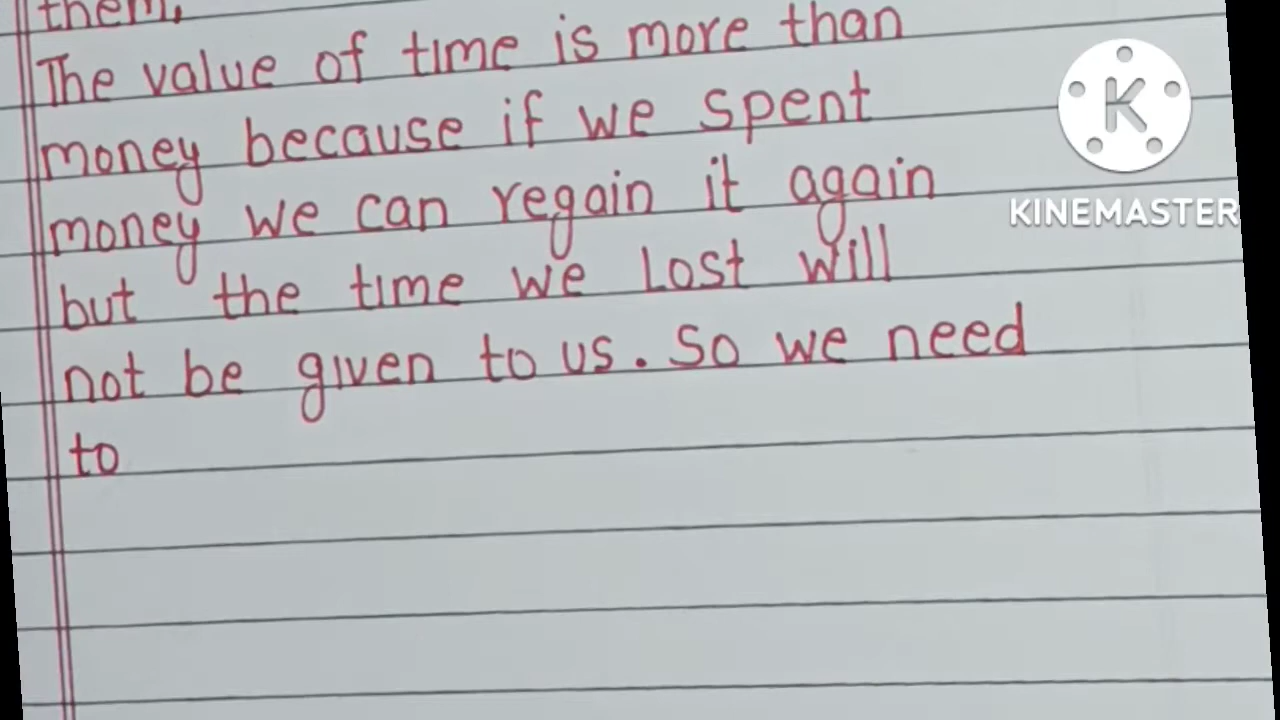 them.
The value of time is more than
money because if we spent
money we can regain it again
but the time we Lost will
not be given to us. So we need
to
K
KINEMASTER